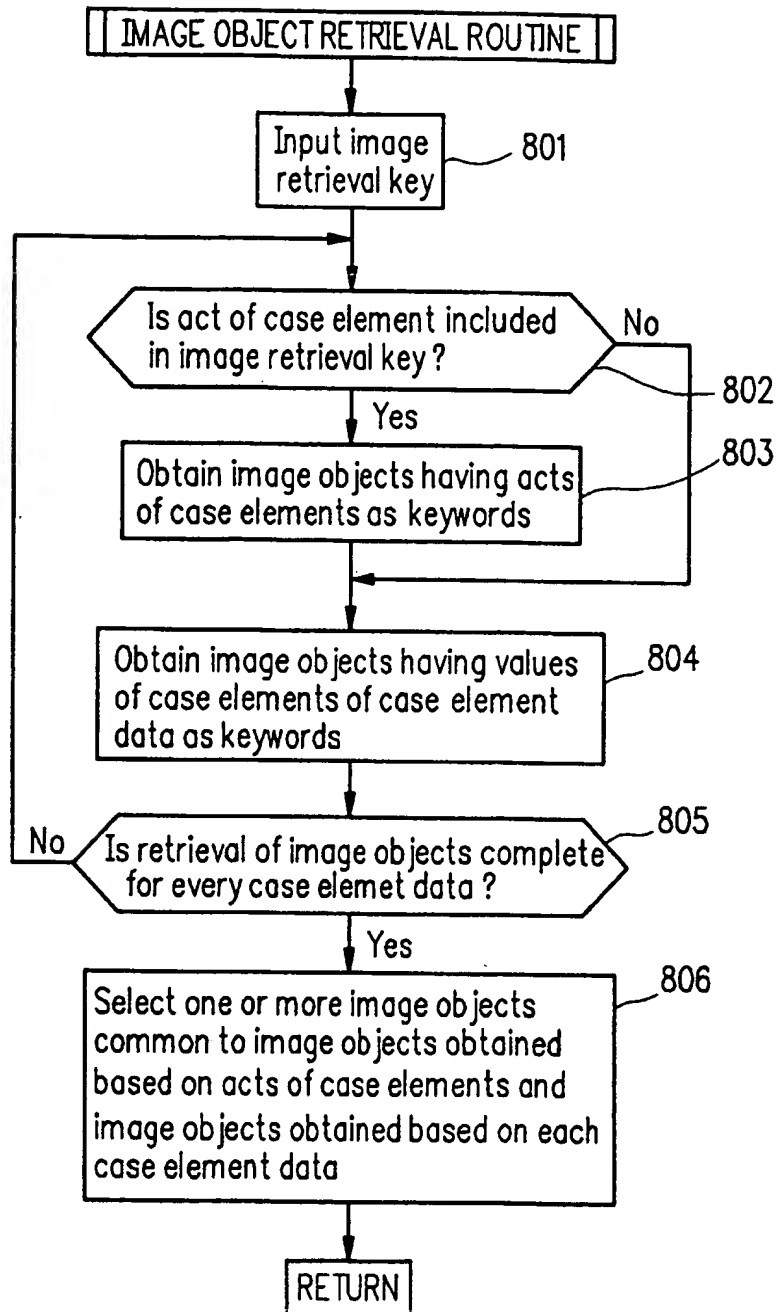 IMAGE OBJECT RETRIEVAL ROUTINE
Input image
retrieval key
801
Is act of case element included
in image retrieval key?
No
802
Yes
Obtain image objects having acts
of case elements as keywords
803
Obtain image objects having values
of case elements of case element
data as keywords
804
No
Is retrieval of image objects complete
for every case elemet data?
805
Yes
Select one or more image objects
common to image objects obtained
based on acts of case elements and
image objects obtained based on each
case element data
806
RETURN